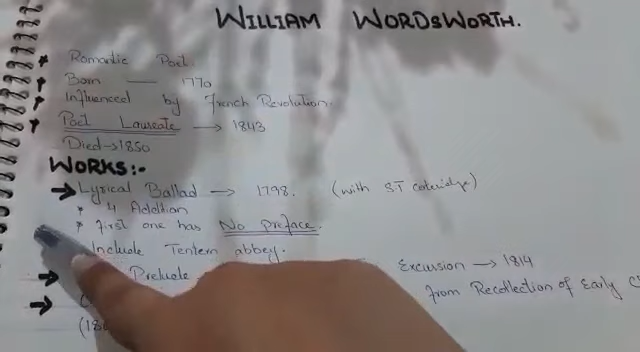 WILLIAM WORDSWORTH.
Romantic Poet.
Born — 1770
Influenced by French Revolution.
Poet Laureate → 1843
Died → 1850
WORKS:-
→ Lyrical Ballad → 1798. (with S.T Coleridge)
* 4 Addition
* first one has No preface.
Include Tentern abbey.
→ Prelude
Excursion → 1814
→
from Recollection of Early